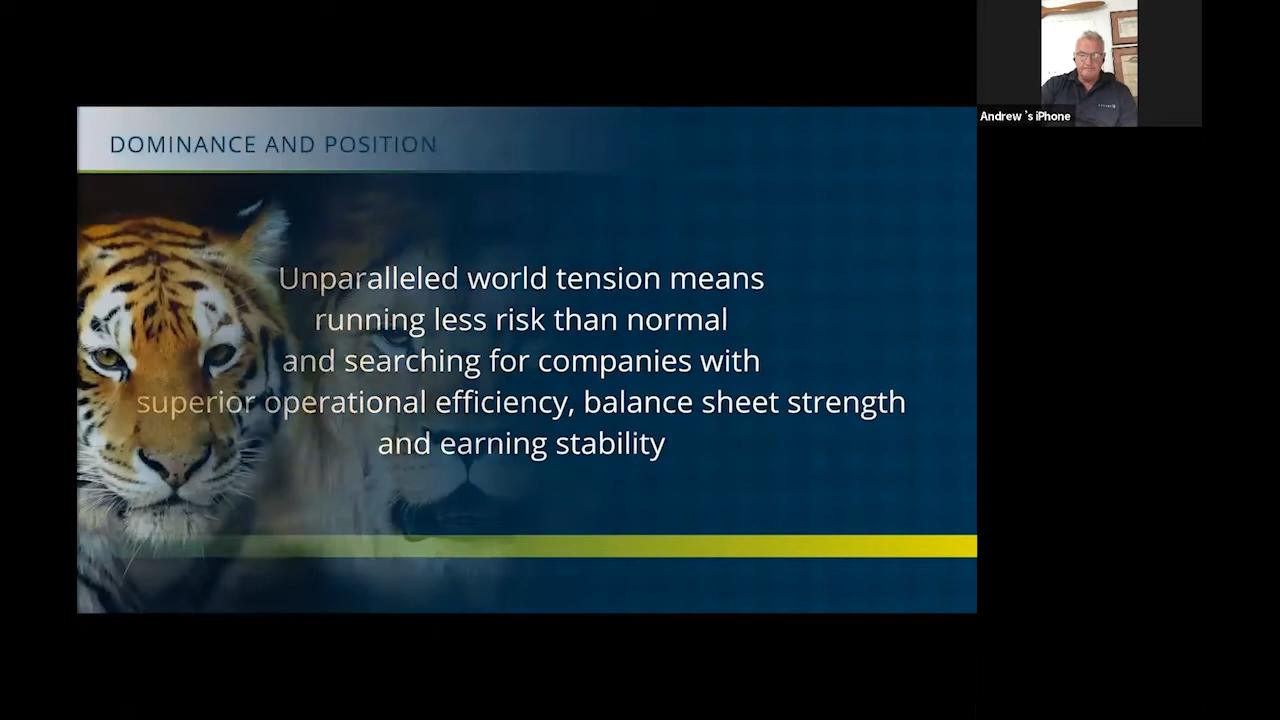 DOMINANCE AND POSITION
Unparalleled world tension means
running less risk than normal
and searching for companies with
superior operational efficiency, balance sheet strength
and earning stability
Andrew 's iPhone